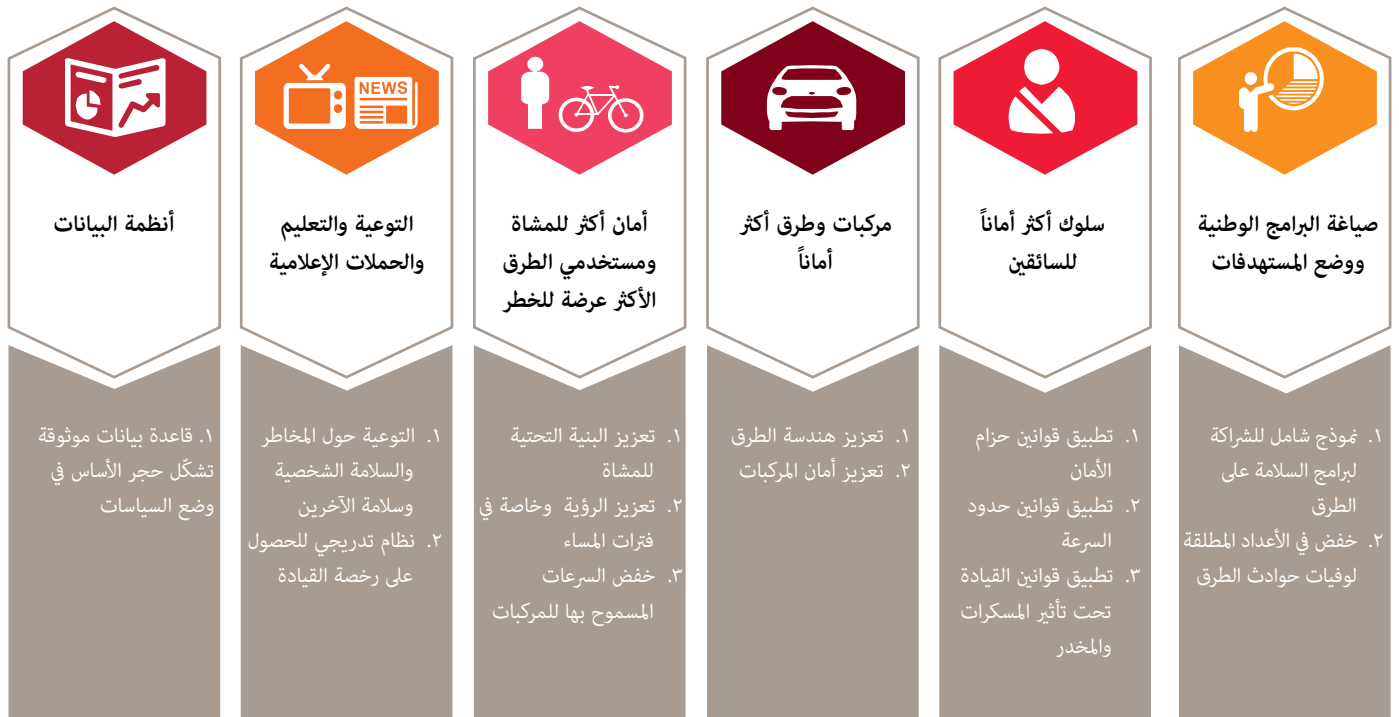 صياغة البرامج الوطنية
ووضع المستهدفات
١. نموذج شامل للشراكة
لبرامج السلامة على
الطرق
٢. خفض في الأعداد المطلقة
لوفيات حوادث الطرق
سلوك أكثر أماناً
للسائقين
١. تطبيق قوانين حزام
الأمان
٢. تطبيق قوانين حدود
السرعة
٣. تطبيق قوانين القيادة
تحت تأثير المسكرات
والمخدر
مركبات وطرق أكثر
أماناً
١. تعزيز هندسة الطرق
٢. تعزيز أمان المركبات
أمان أكثر للمشاة
ومستخدمي الطرق
الأكثر عرضة للخطر
١. تعزيز البنية التحتية
للمشاة
٢. تعزيز الرؤية وخاصة في
فترات المساء
٣. خفض السرعات
المسموح بها للمركبات
NEWS
التوعية والتعليم
والحملات الإعلامية
١. التوعية حول المخاطر
والسلامة الشخصية
وسلامة الآخرين
٢. نظام تدريجي للحصول
على رخصة القيادة
أنظمة البيانات
١. قاعدة بيانات موثوقة
تشكّل حجر الأساس في
وضع السياسات